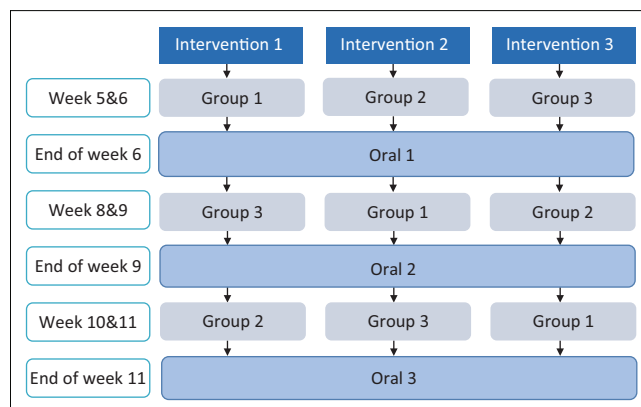 Intervention 1 Intervention 2 Intervention 3
Week 5&6 Group 1 Group 2 Group 3
End of week 6 Oral 1
Week 8&9 Group 3 Group 1 Group 2
End of week 9 Oral 2
Week 10&11 Group 2 Group 3 Group 1
End of week 11 Oral 3